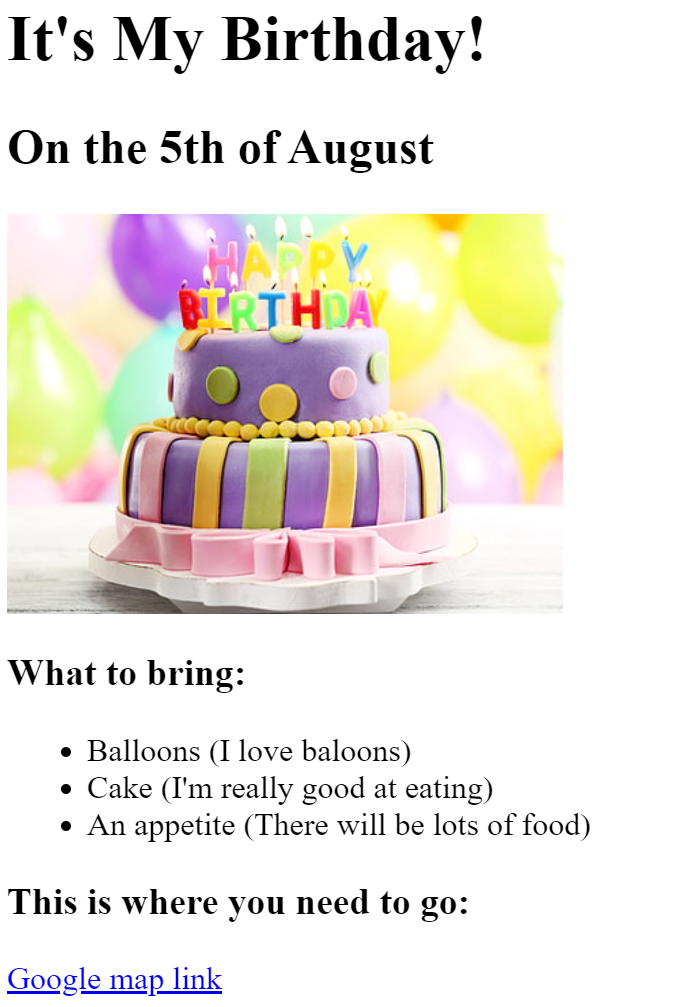 It's My Birthday!
On the 5th of August
HAPPY
BIRTHDAY
What to bring:
Balloons (I love baloons)
Cake (I'm really good at eating)
An appetite (There will be lots of food)
This is where you need to go:
Google map link